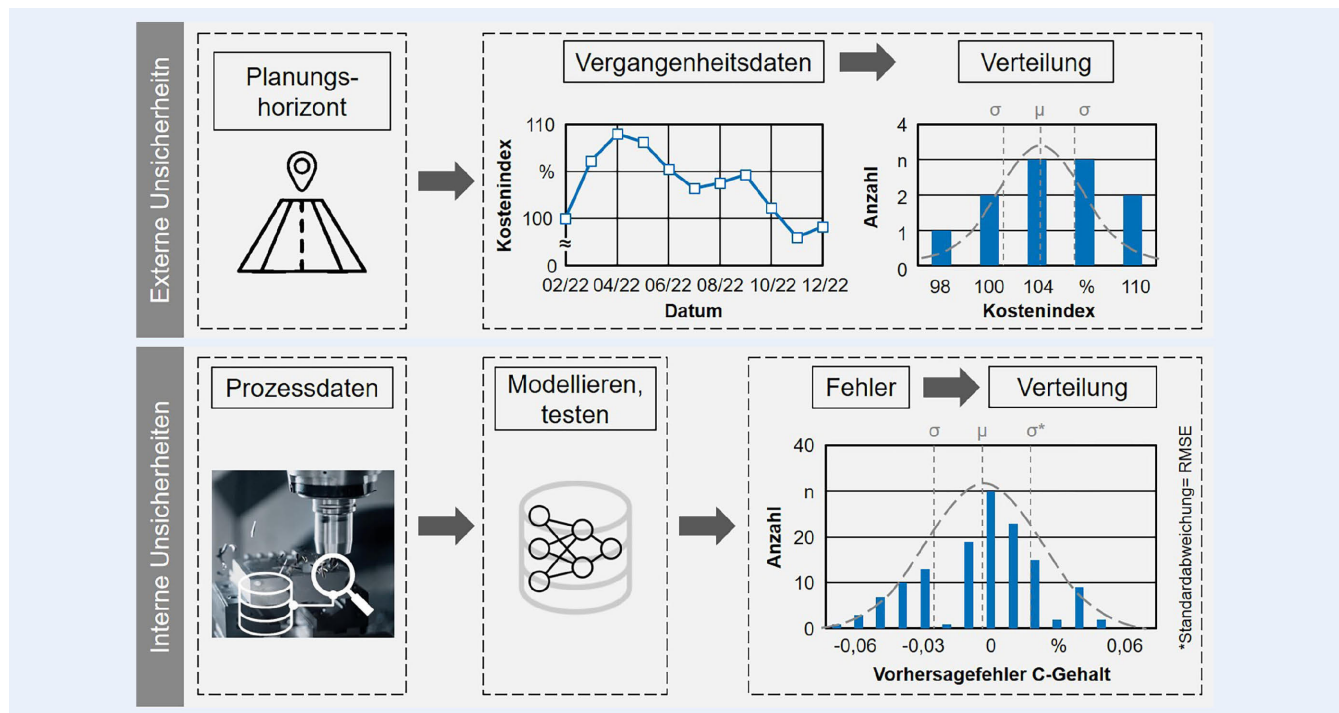 Externe Unsicherheitn
Planungs-
horizont
Vergangenheitsdaten
Verteilung
Kostenindex
110
%
100
≈
0
02/22 04/22 06/22 08/22 10/22 12/22
Datum
σ μ σ
Anzahl
4
n
2
1
0
98 100 104 % 110
Kostenindex
Interne Unsicherheiten
Prozessdaten
Modellieren,
testen
Fehler
Verteilung
σ μ σ*
Anzahl
40
n
20
10
0
-0,06 -0,03 0 % 0,06
Vorhersagefehler C-Gehalt
*Standardabweichung= RMSE